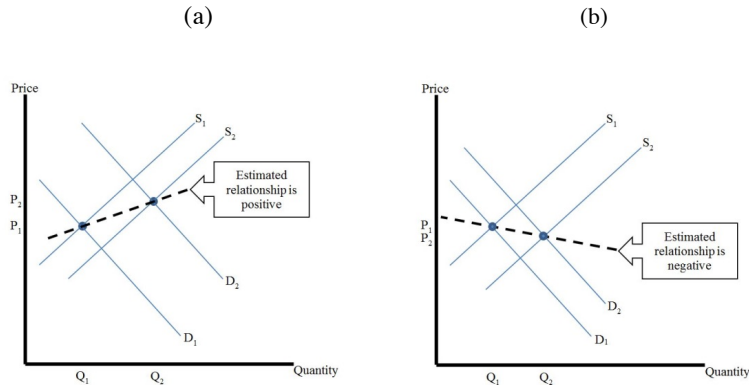 (a)
Price
S₁
S₂
Estimated
relationship is
positive
P₂
P₁
D₂
D₁
Q₁
Q₂
Quantity
(b)
Price
S₁
S₂
P₁
P₂
Estimated
relationship is
negative
D₂
D₁
Q₁
Q₂
Quantity